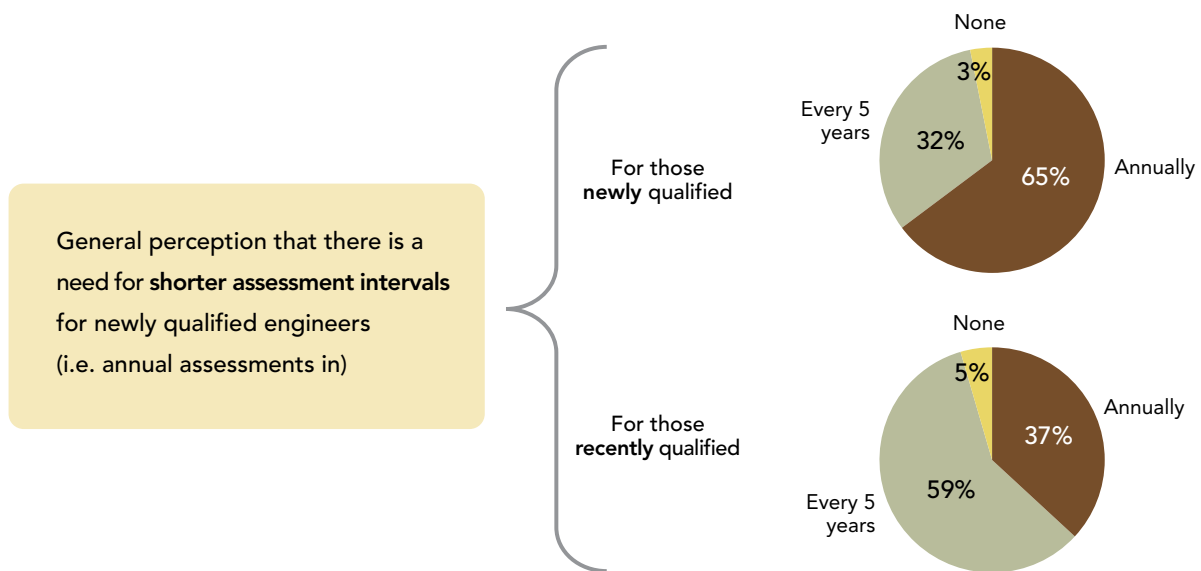 General perception that there is a
need for shorter assessment intervals
for newly qualified engineers
(i.e. annual assessments in)
For those
newly qualified
None
3%
Every 5
years
32%
65%
Annually
For those
recently qualified
None
5%
Annually
37%
59%
Every 5
years